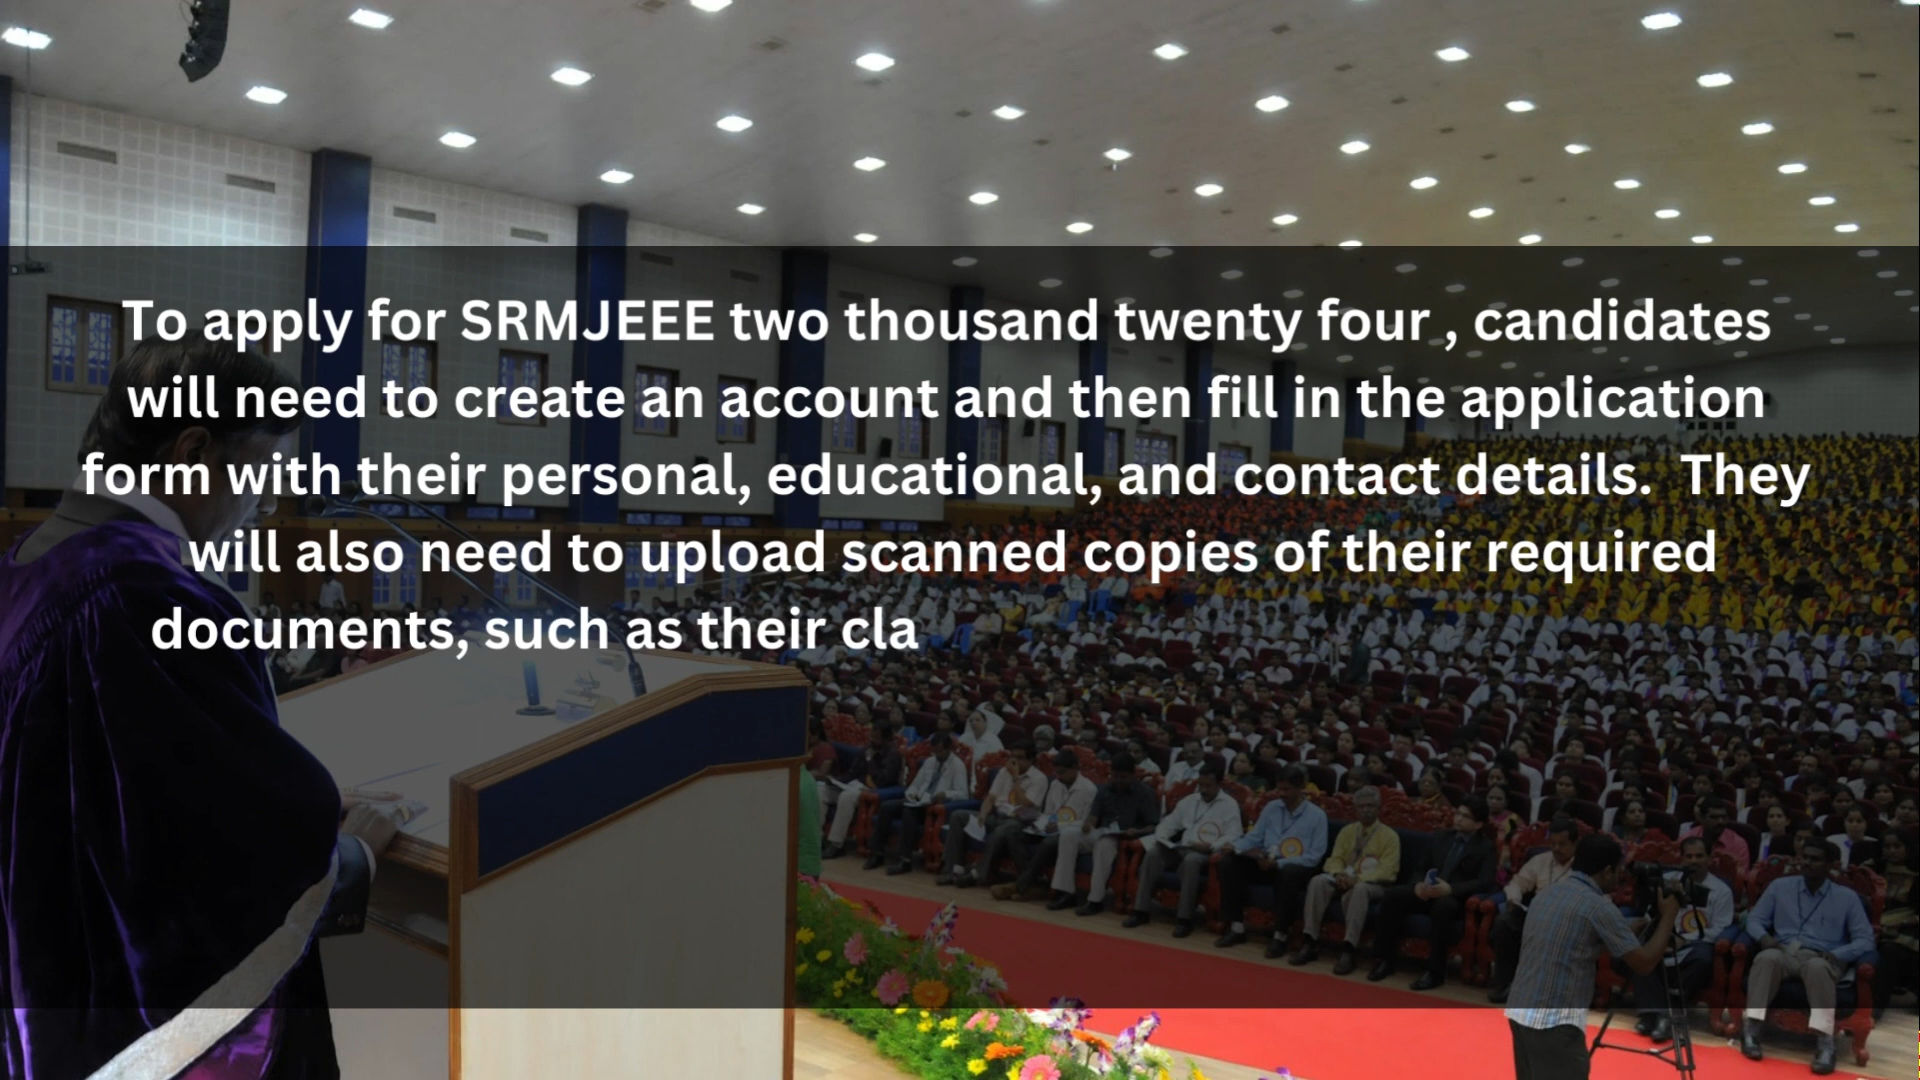 To apply for SRMJEEE two thousand twenty four , candidates
will need to create an account and then fill in the application
form with their personal, educational, and contact details.  They
will also need to upload scanned copies of their required
documents, such as their cla